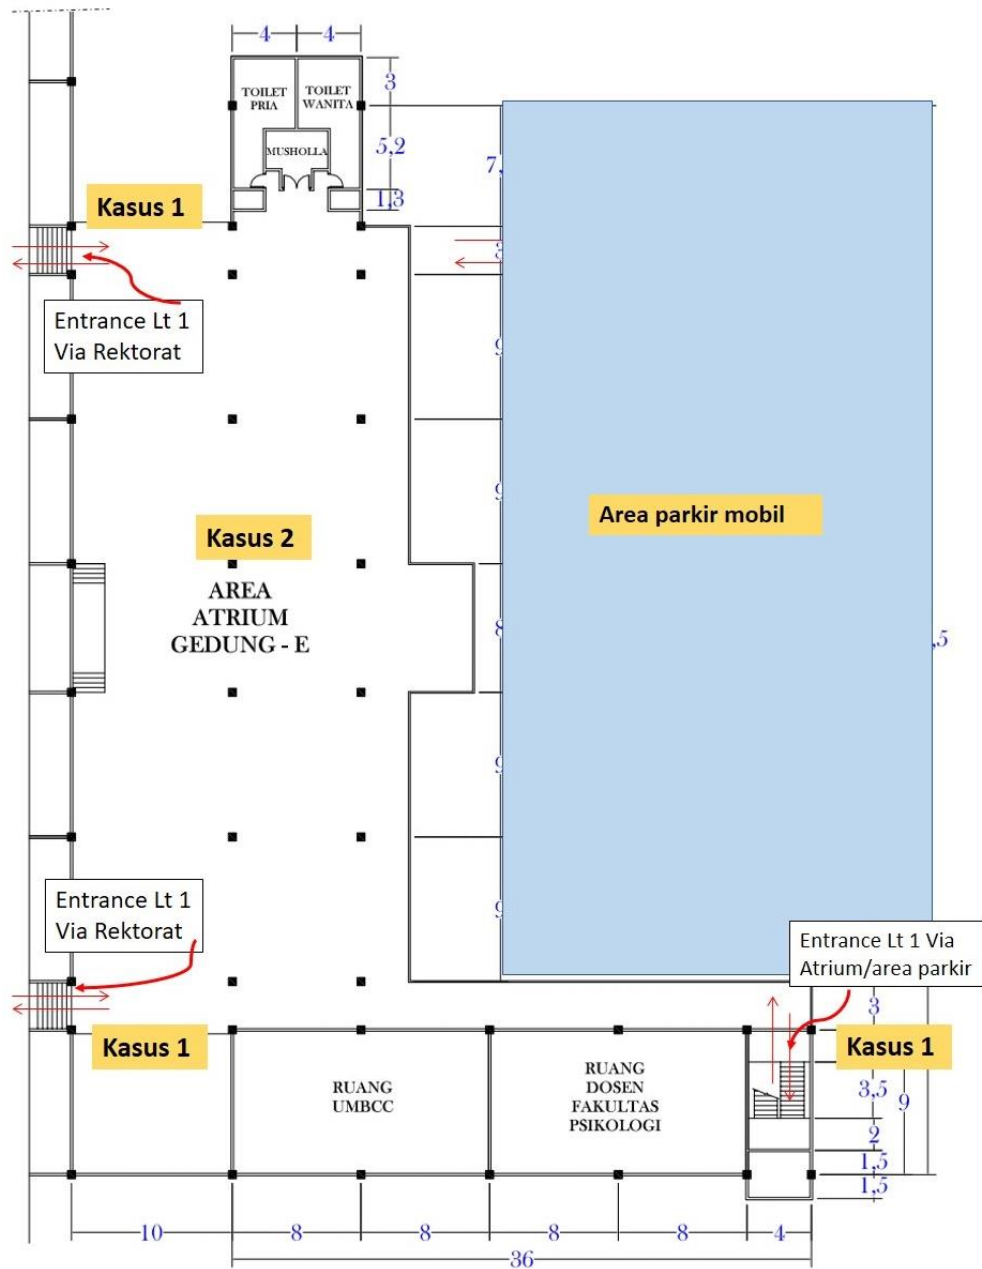 4
4
TOILET
PRIA
TOILET
WANITA
3
MUSHOLLA
5,2
7,
1,3
Kasus 1
3
Entrance Lt 1
Via Rektorat
9
9
Area parkir mobil
Kasus 2
AREA
ATRIUM
GEDUNG - E
8
,5
9
9
Entrance Lt 1
Via Rektorat
Entrance Lt 1 Via
Atrium/area parkir
3
Kasus 1
Kasus 1
RUANG
UMBCC
RUANG
DOSEN
FAKULTAS
PSIKOLOGI
3,5
9
2
1,5
1,5
10
8
8
8
8
4
36